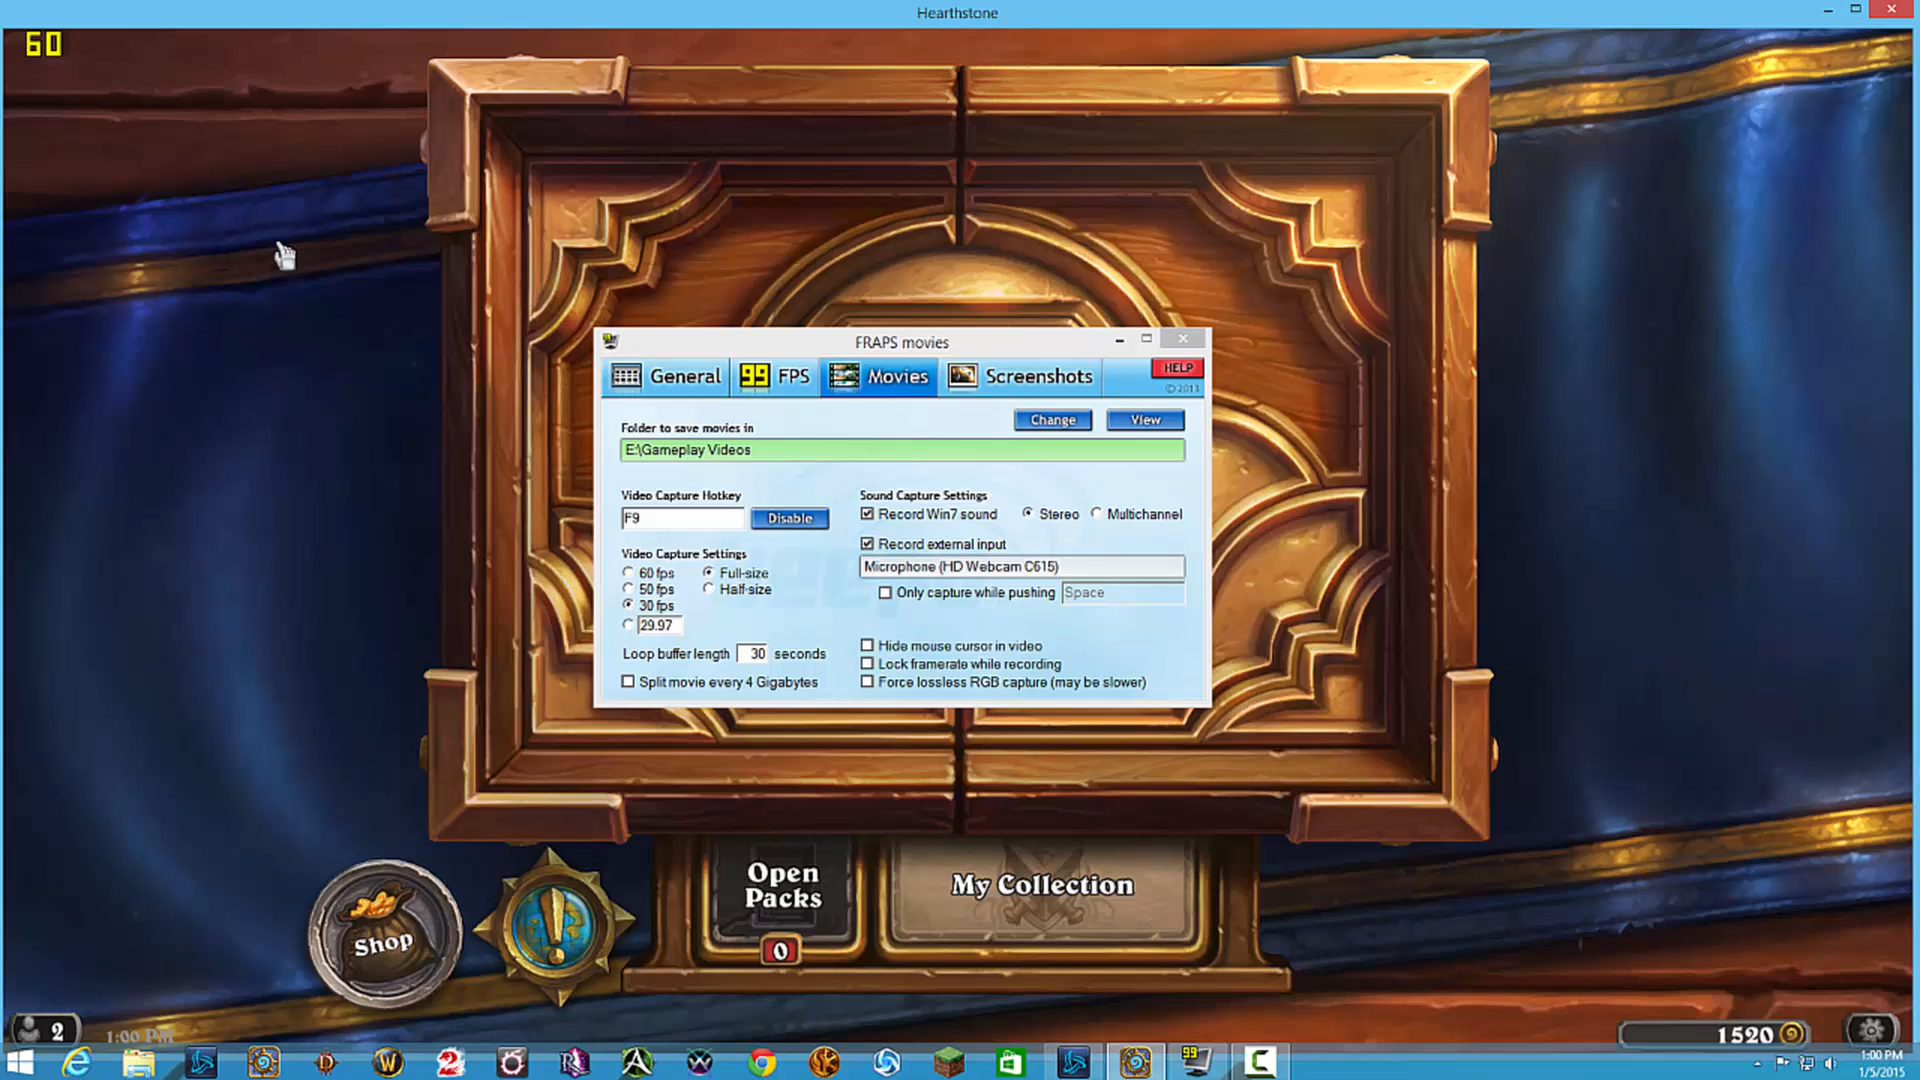 Hearthstone
60
FRAPS movies
General
99 FPS
Movies
Screenshots
HELP
© 2013
Folder to save movies in
Change
View
E:\Gameplay Videos
Video Capture Hotkey
F9
Disable
Sound Capture Settings
Record Win7 sound
Stereo
Multichannel
Record external input
Microphone (HD Webcam C615)
Only capture while pushing
Space
Video Capture Settings
60 fps
Full-size
50 fps
Half-size
30 fps
29.97
Loop buffer length 30 seconds
Split movie every 4 Gigabytes
Hide mouse cursor in video
Lock framerate while recording
Force lossless RGB capture (may be slower)
Open
Packs
0
My Collection
Shop
2
1:00 PM
1520
99
1:00 PM
1/5/2015